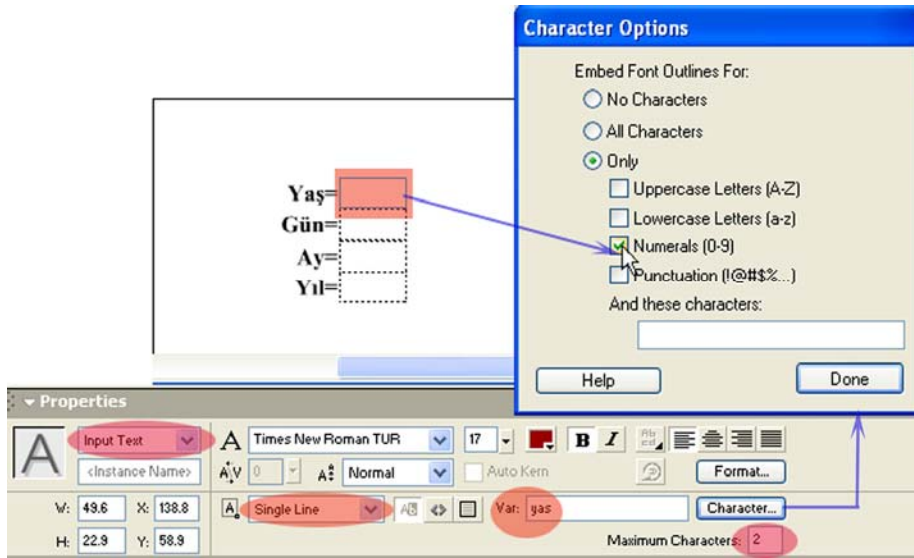 Character Options
Embed Font Outlines For:
No Characters
All Characters
Only
Uppercase Letters (A-Z)
Lowercase Letters (a-z)
Numerals (0-9)
Punctuation (!@#$%...)
And these characters:
Help Done
Yaş=
Gün=
Ay=
Yıl=
Properties
A Input Text A Times New Roman TUR 17 B I
<Instance Name> A V 0 A Normal Auto Kern Format...
W: 49.6 X: 138.8 A Single Line AB <> Var: yas Character...
H: 22.9 Y: 58.9 Maximum Characters: 2